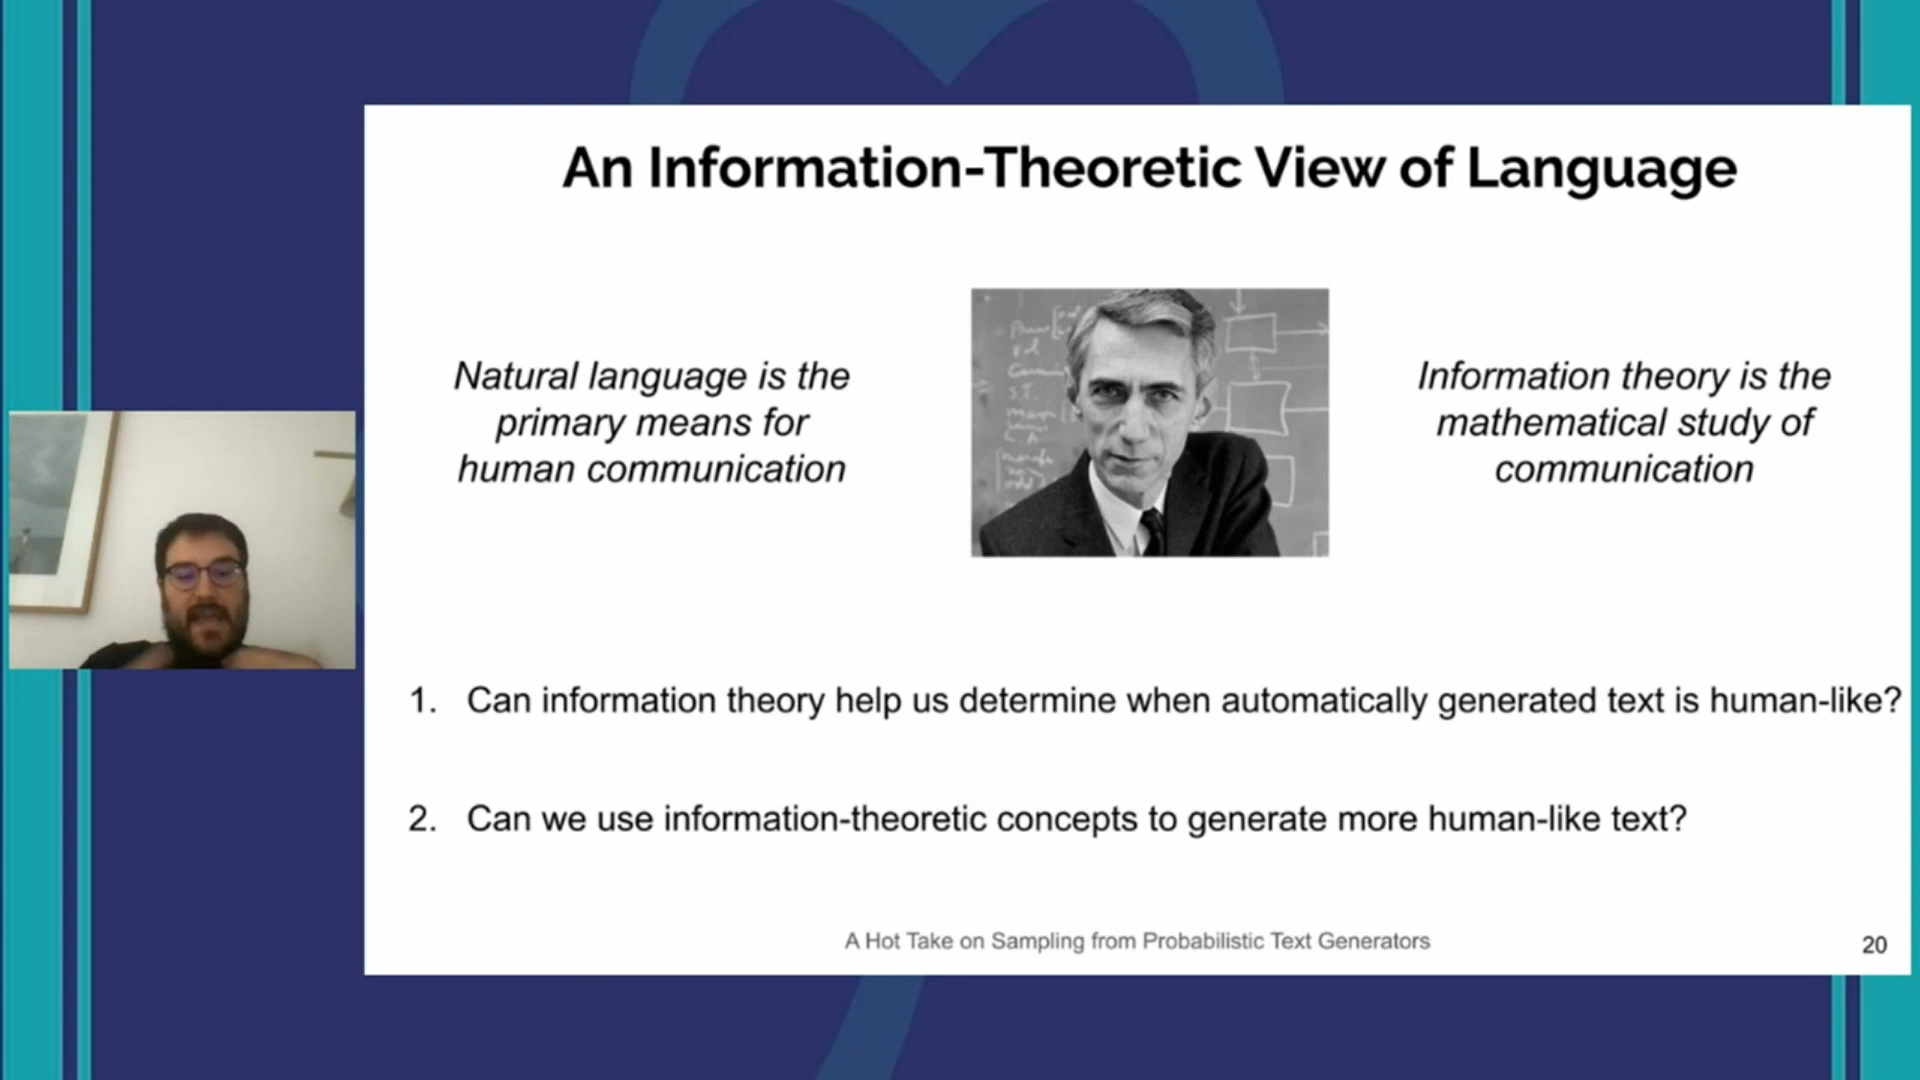 An Information-Theoretic View of Language
Natural language is the
primary means for
human communication
Information theory is the
mathematical study of
communication
1. Can information theory help us determine when automatically generated text is human-like?
2. Can we use information-theoretic concepts to generate more human-like text?
A Hot Take on Sampling from Probabilistic Text Generators
20